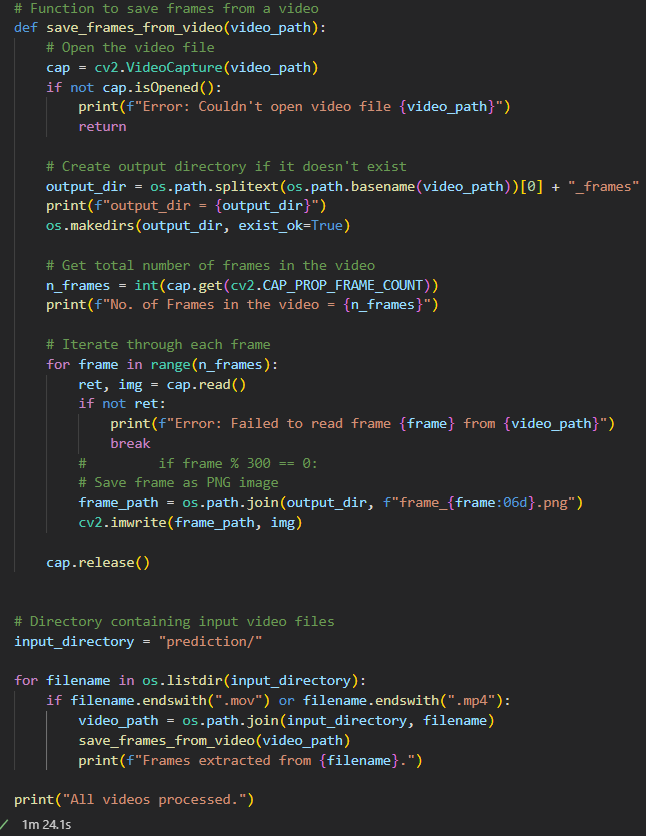 # Function to save frames from a video
def save_frames_from_video(video_path):
    # Open the video file
    cap = cv2.VideoCapture(video_path)
    if not cap.isOpened():
        print(f"Error: Couldn't open video file {video_path}")
        return

    # Create output directory if it doesn't exist
    output_dir = os.path.splitext(os.path.basename(video_path))[0] + "_frames"
    print(f"output_dir = {output_dir}")
    os.makedirs(output_dir, exist_ok=True)

    # Get total number of frames in the video
    n_frames = int(cap.get(cv2.CAP_PROP_FRAME_COUNT))
    print(f"No. of Frames in the video = {n_frames}")

    # Iterate through each frame
    for frame in range(n_frames):
        ret, img = cap.read()
        if not ret:
            print(f"Error: Failed to read frame {frame} from {video_path}")
            break
        #         if frame % 300 == 0:
        # Save frame as PNG image
        frame_path = os.path.join(output_dir, f"frame_{frame:06d}.png")
        cv2.imwrite(frame_path, img)

    cap.release()


# Directory containing input video files
input_directory = "prediction/"

for filename in os.listdir(input_directory):
    if filename.endswith(".mov") or filename.endswith(".mp4"):
        video_path = os.path.join(input_directory, filename)
        save_frames_from_video(video_path)
        print(f"Frames extracted from {filename}.")

print("All videos processed.")
✓ 1m 24.1s